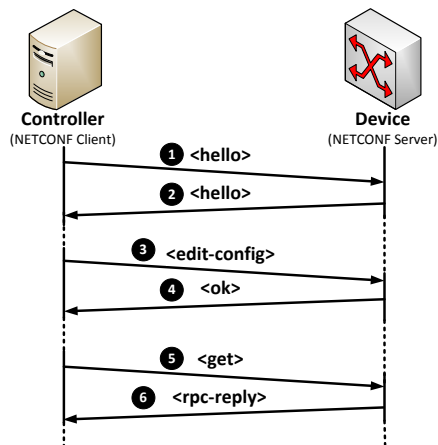 Controller
(NETCONF Client)
Device
(NETCONF Server)
1 <hello>
2 <hello>
3 <edit-config>
4 <ok>
5 <get>
6 <rpc-reply>